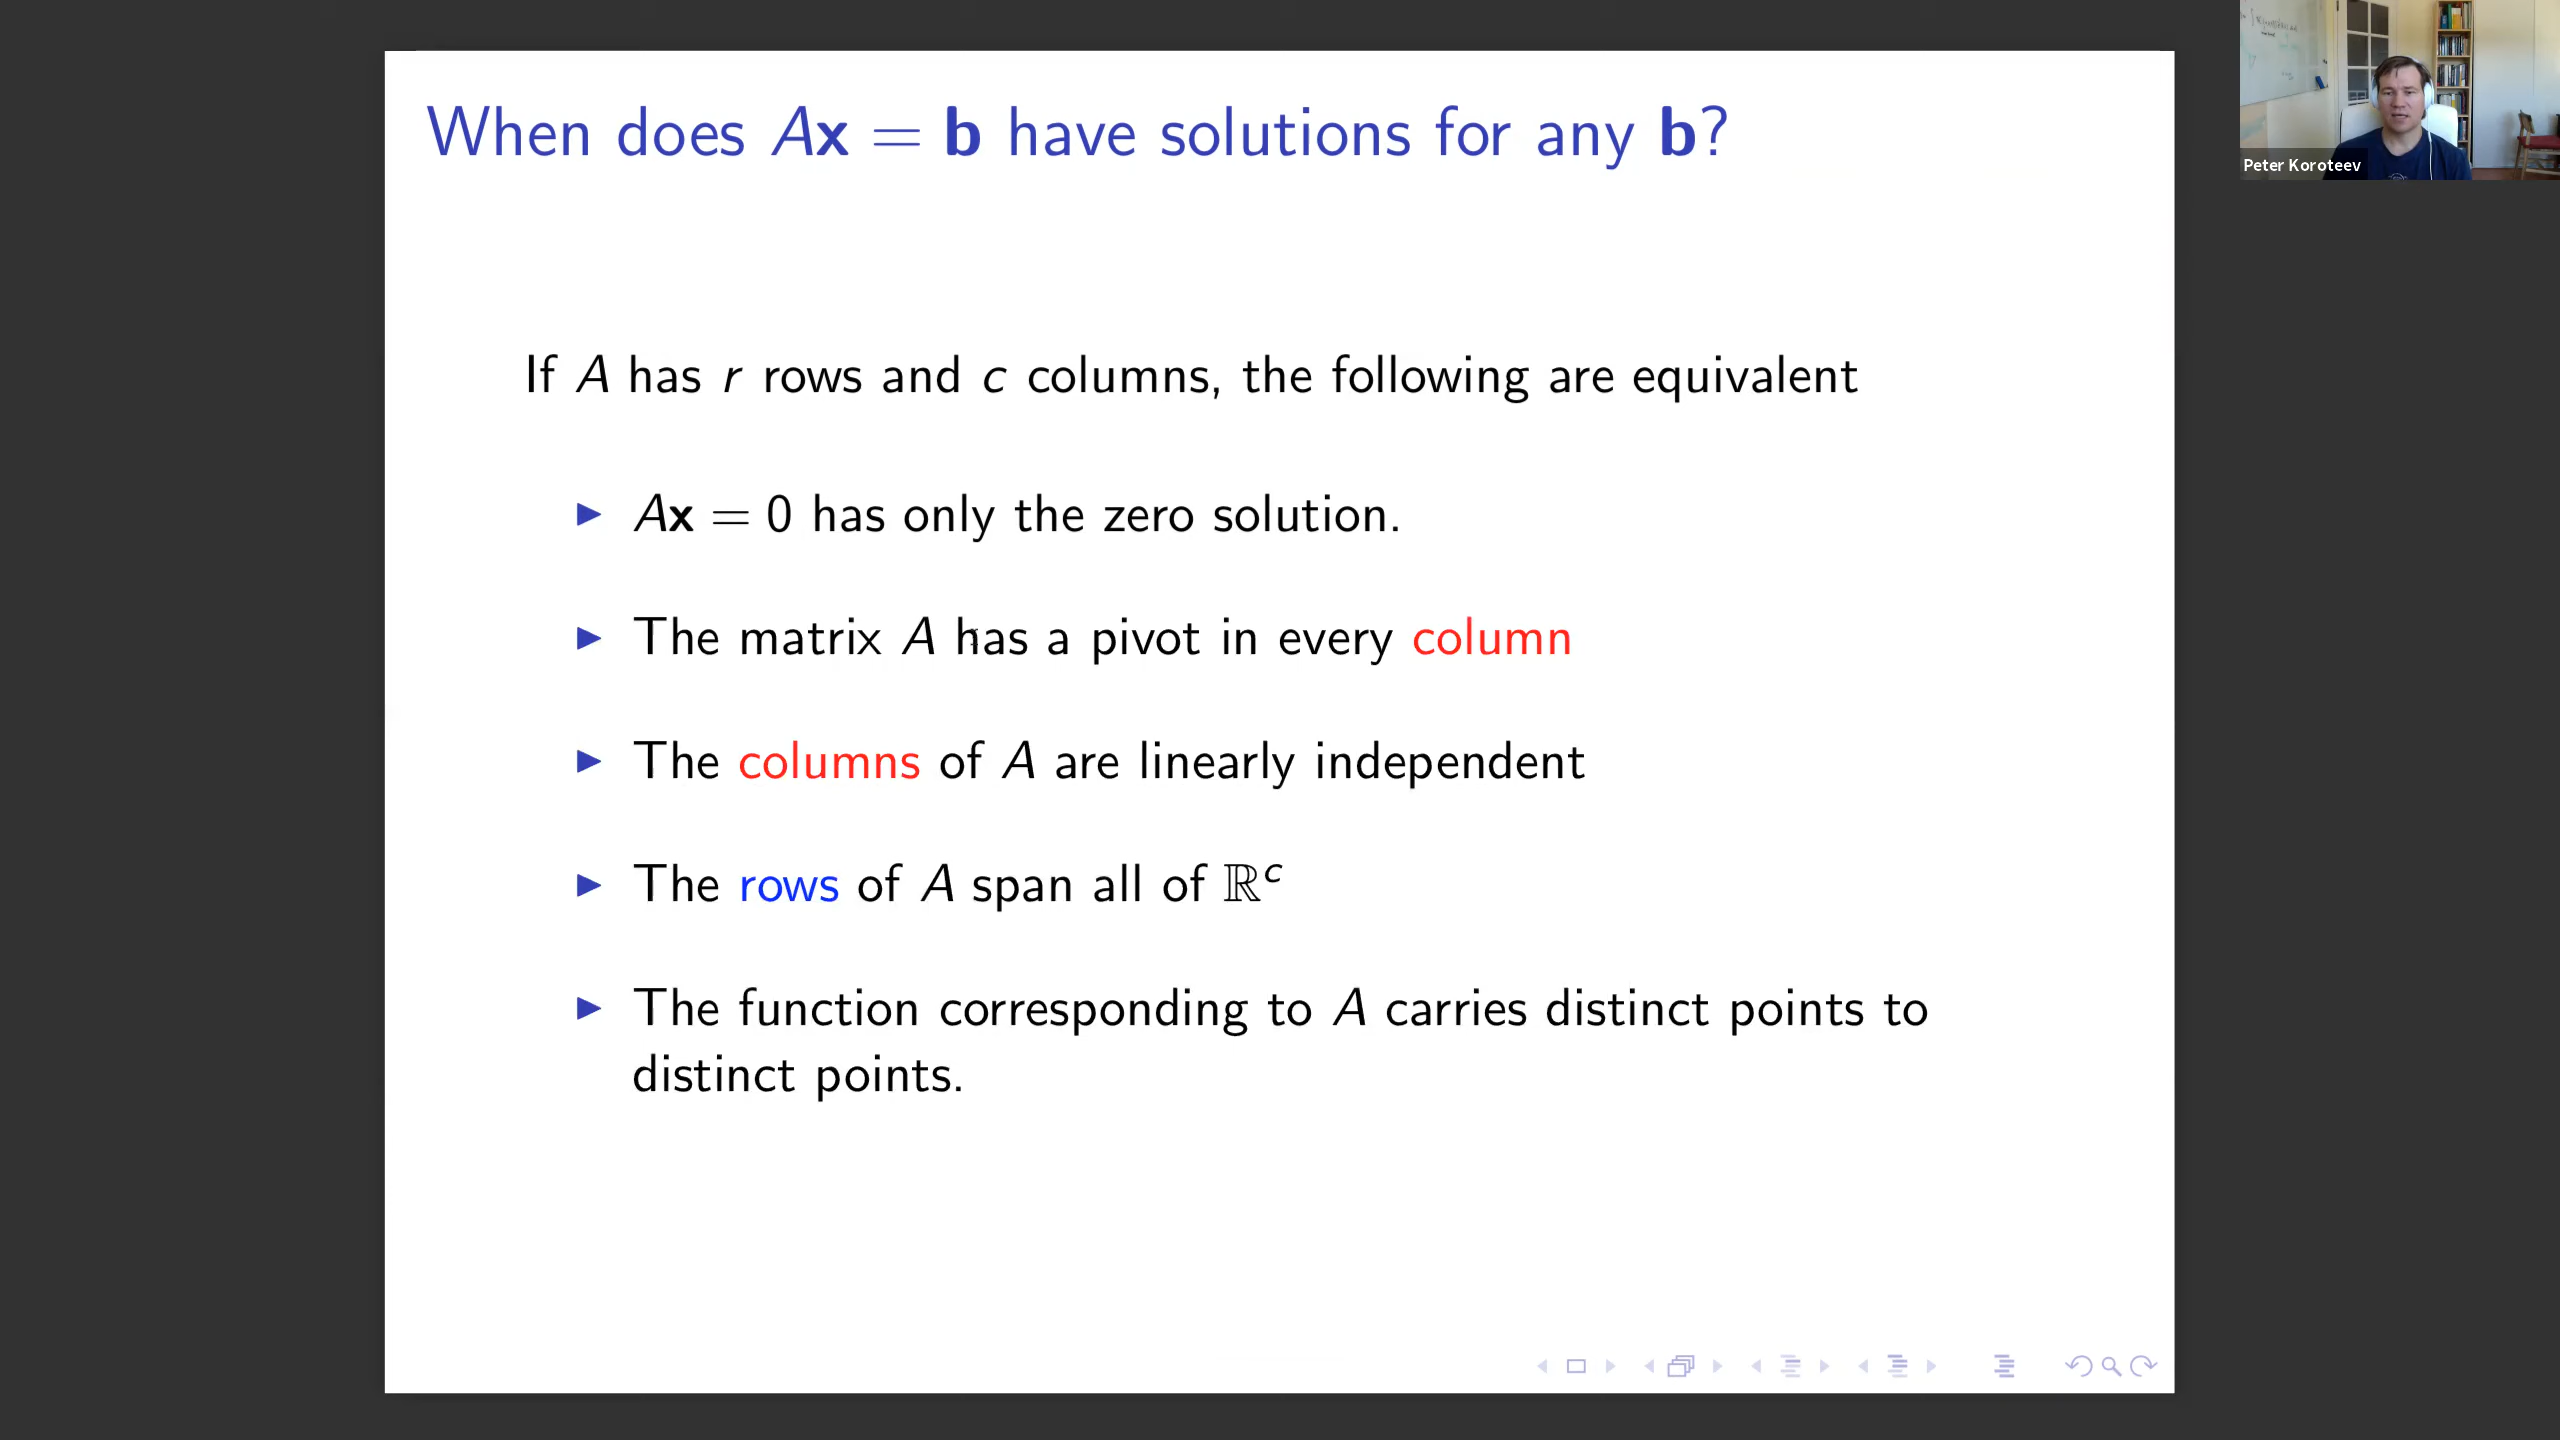 When does Ax = b have solutions for any b?
Peter Koroteev
If A has r rows and c columns, the following are equivalent
▶ Ax = 0 has only the zero solution.
▶ The matrix A has a pivot in every column
▶ The columns of A are linearly independent
▶ The rows of A span all of ℝᶜ
▶ The function corresponding to A carries distinct points to
distinct points.